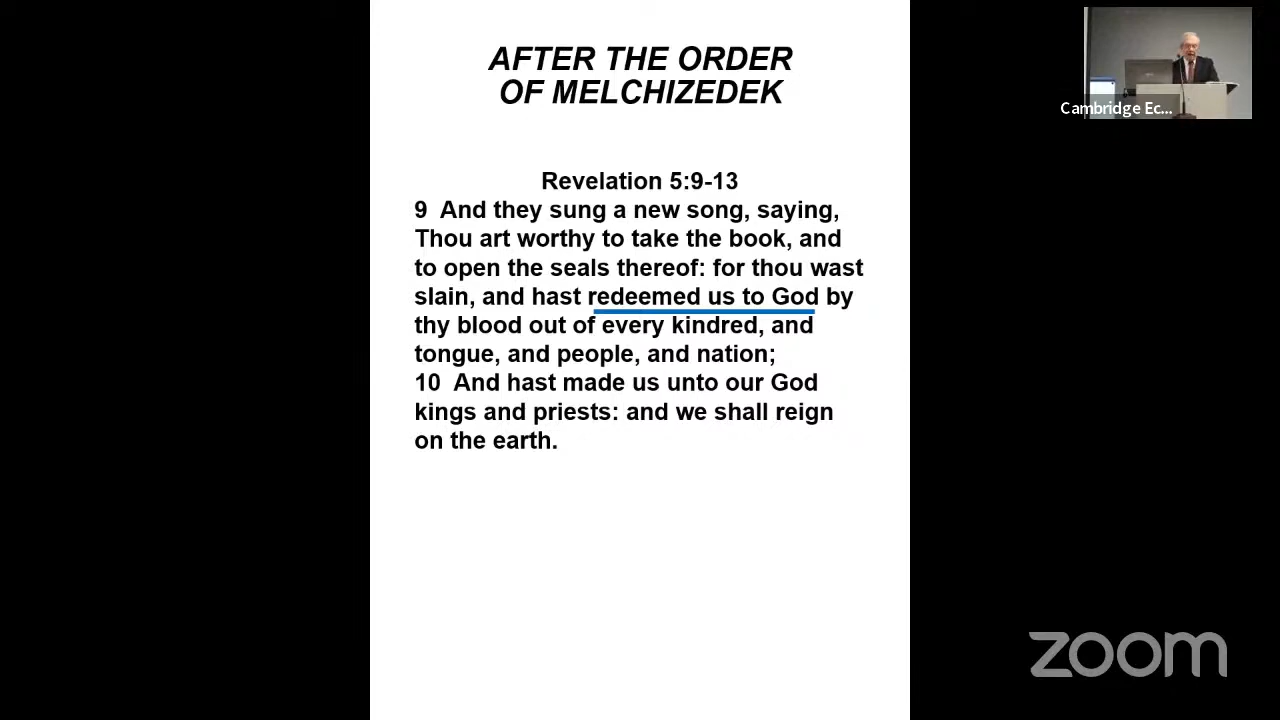 AFTER THE ORDER
OF MELCHIZEDEK
Revelation 5:9-13
9 And they sung a new song, saying,
Thou art worthy to take the book, and
to open the seals thereof: for thou wast
slain, and hast redeemed us to God by
thy blood out of every kindred, and
tongue, and people, and nation;
10 And hast made us unto our God
kings and priests: and we shall reign
on the earth.
Cambridge Ec...
zoom